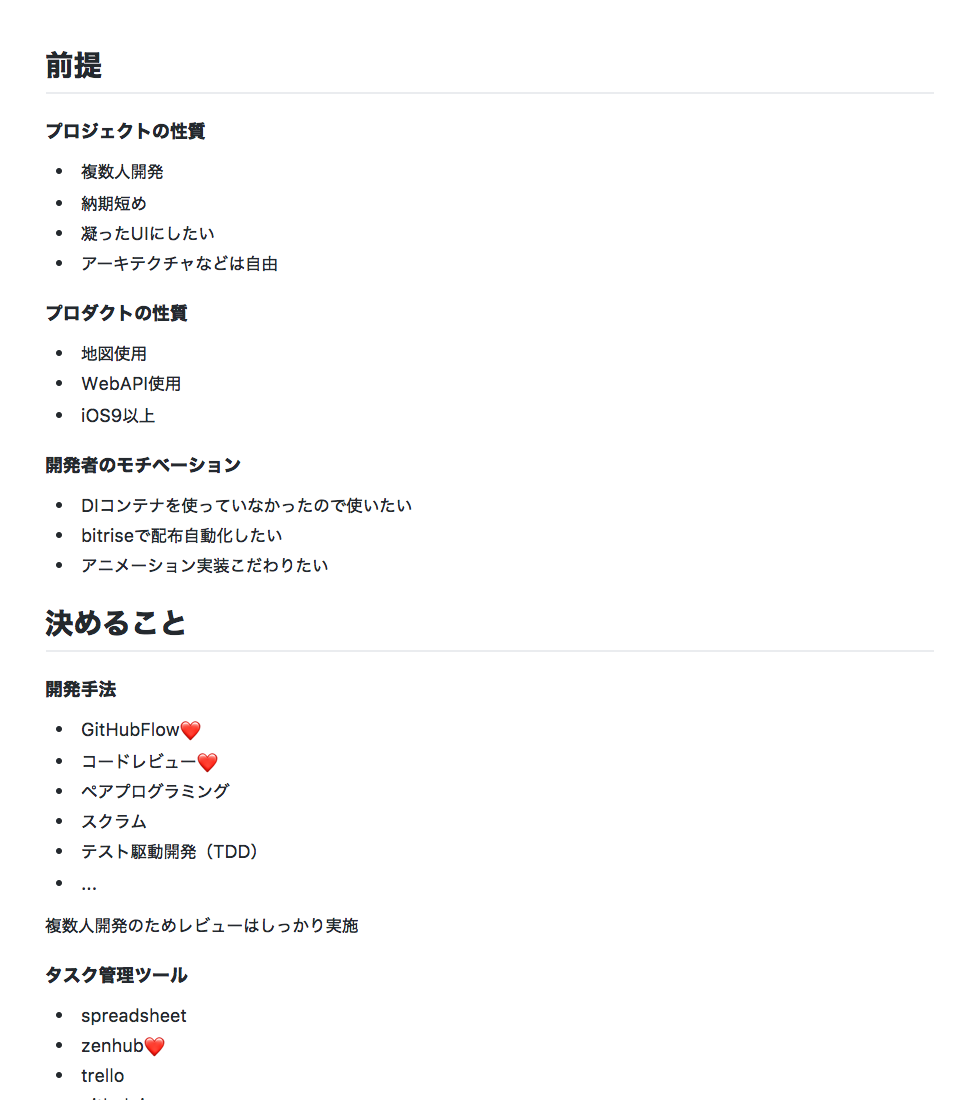 前提
プロジェクトの性質
• 複数人開発
• 納期短め
• 凝ったUIにしたい
• アーキテクチャなどは自由
プロダクトの性質
• 地図使用
• WebAPI使用
• iOS9以上
開発者のモチベーション
• DIコンテナを使っていなかったので使いたい
• bitriseで配布自動化したい
• アニメーション実装こだわりたい
決めること
開発手法
• GitHubFlow❤️
• コードレビュー❤️
• ペアプログラミング
• スクラム
• テスト駆動開発（TDD）
• ...
複数人開発のためレビューはしっかり実施
タスク管理ツール
• spreadsheet
• zenhub❤️
• trello